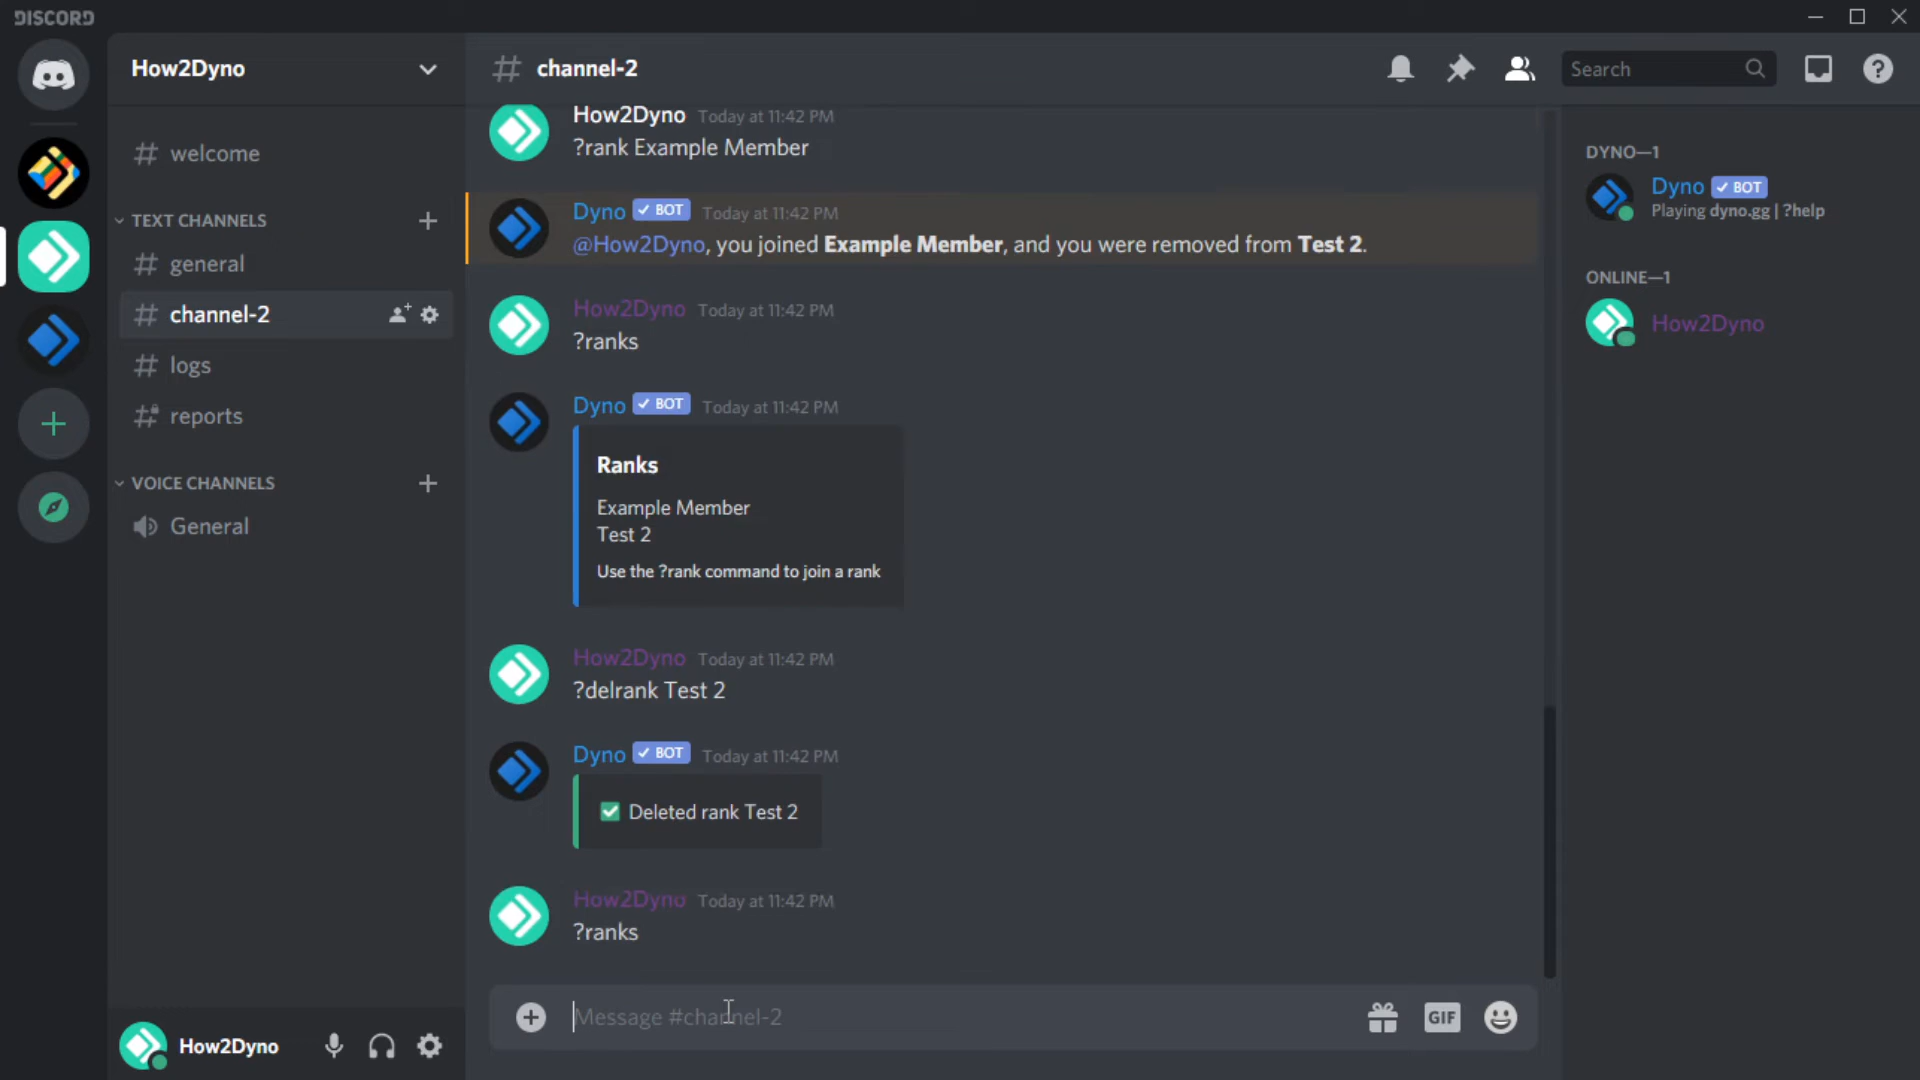 DISCORD
How2Dyno
# channel-2
Search
# welcome
TEXT CHANNELS
# general
# channel-2
# logs
# reports
VOICE CHANNELS
General
How2Dyno
How2Dyno Today at 11:42 PM
?rank Example Member
Dyno ✓ BOT Today at 11:42 PM
@How2Dyno, you joined Example Member, and you were removed from Test 2.
How2Dyno Today at 11:42 PM
?ranks
Dyno ✓ BOT Today at 11:42 PM
Ranks
Example Member
Test 2
Use the ?rank command to join a rank
How2Dyno Today at 11:42 PM
?delrank Test 2
Dyno ✓ BOT Today at 11:42 PM
✅ Deleted rank Test 2
How2Dyno Today at 11:42 PM
?ranks
Message #channel-2
GIF
DYNO—1
Dyno ✓ BOT
Playing dyno.gg | ?help
ONLINE—1
How2Dyno